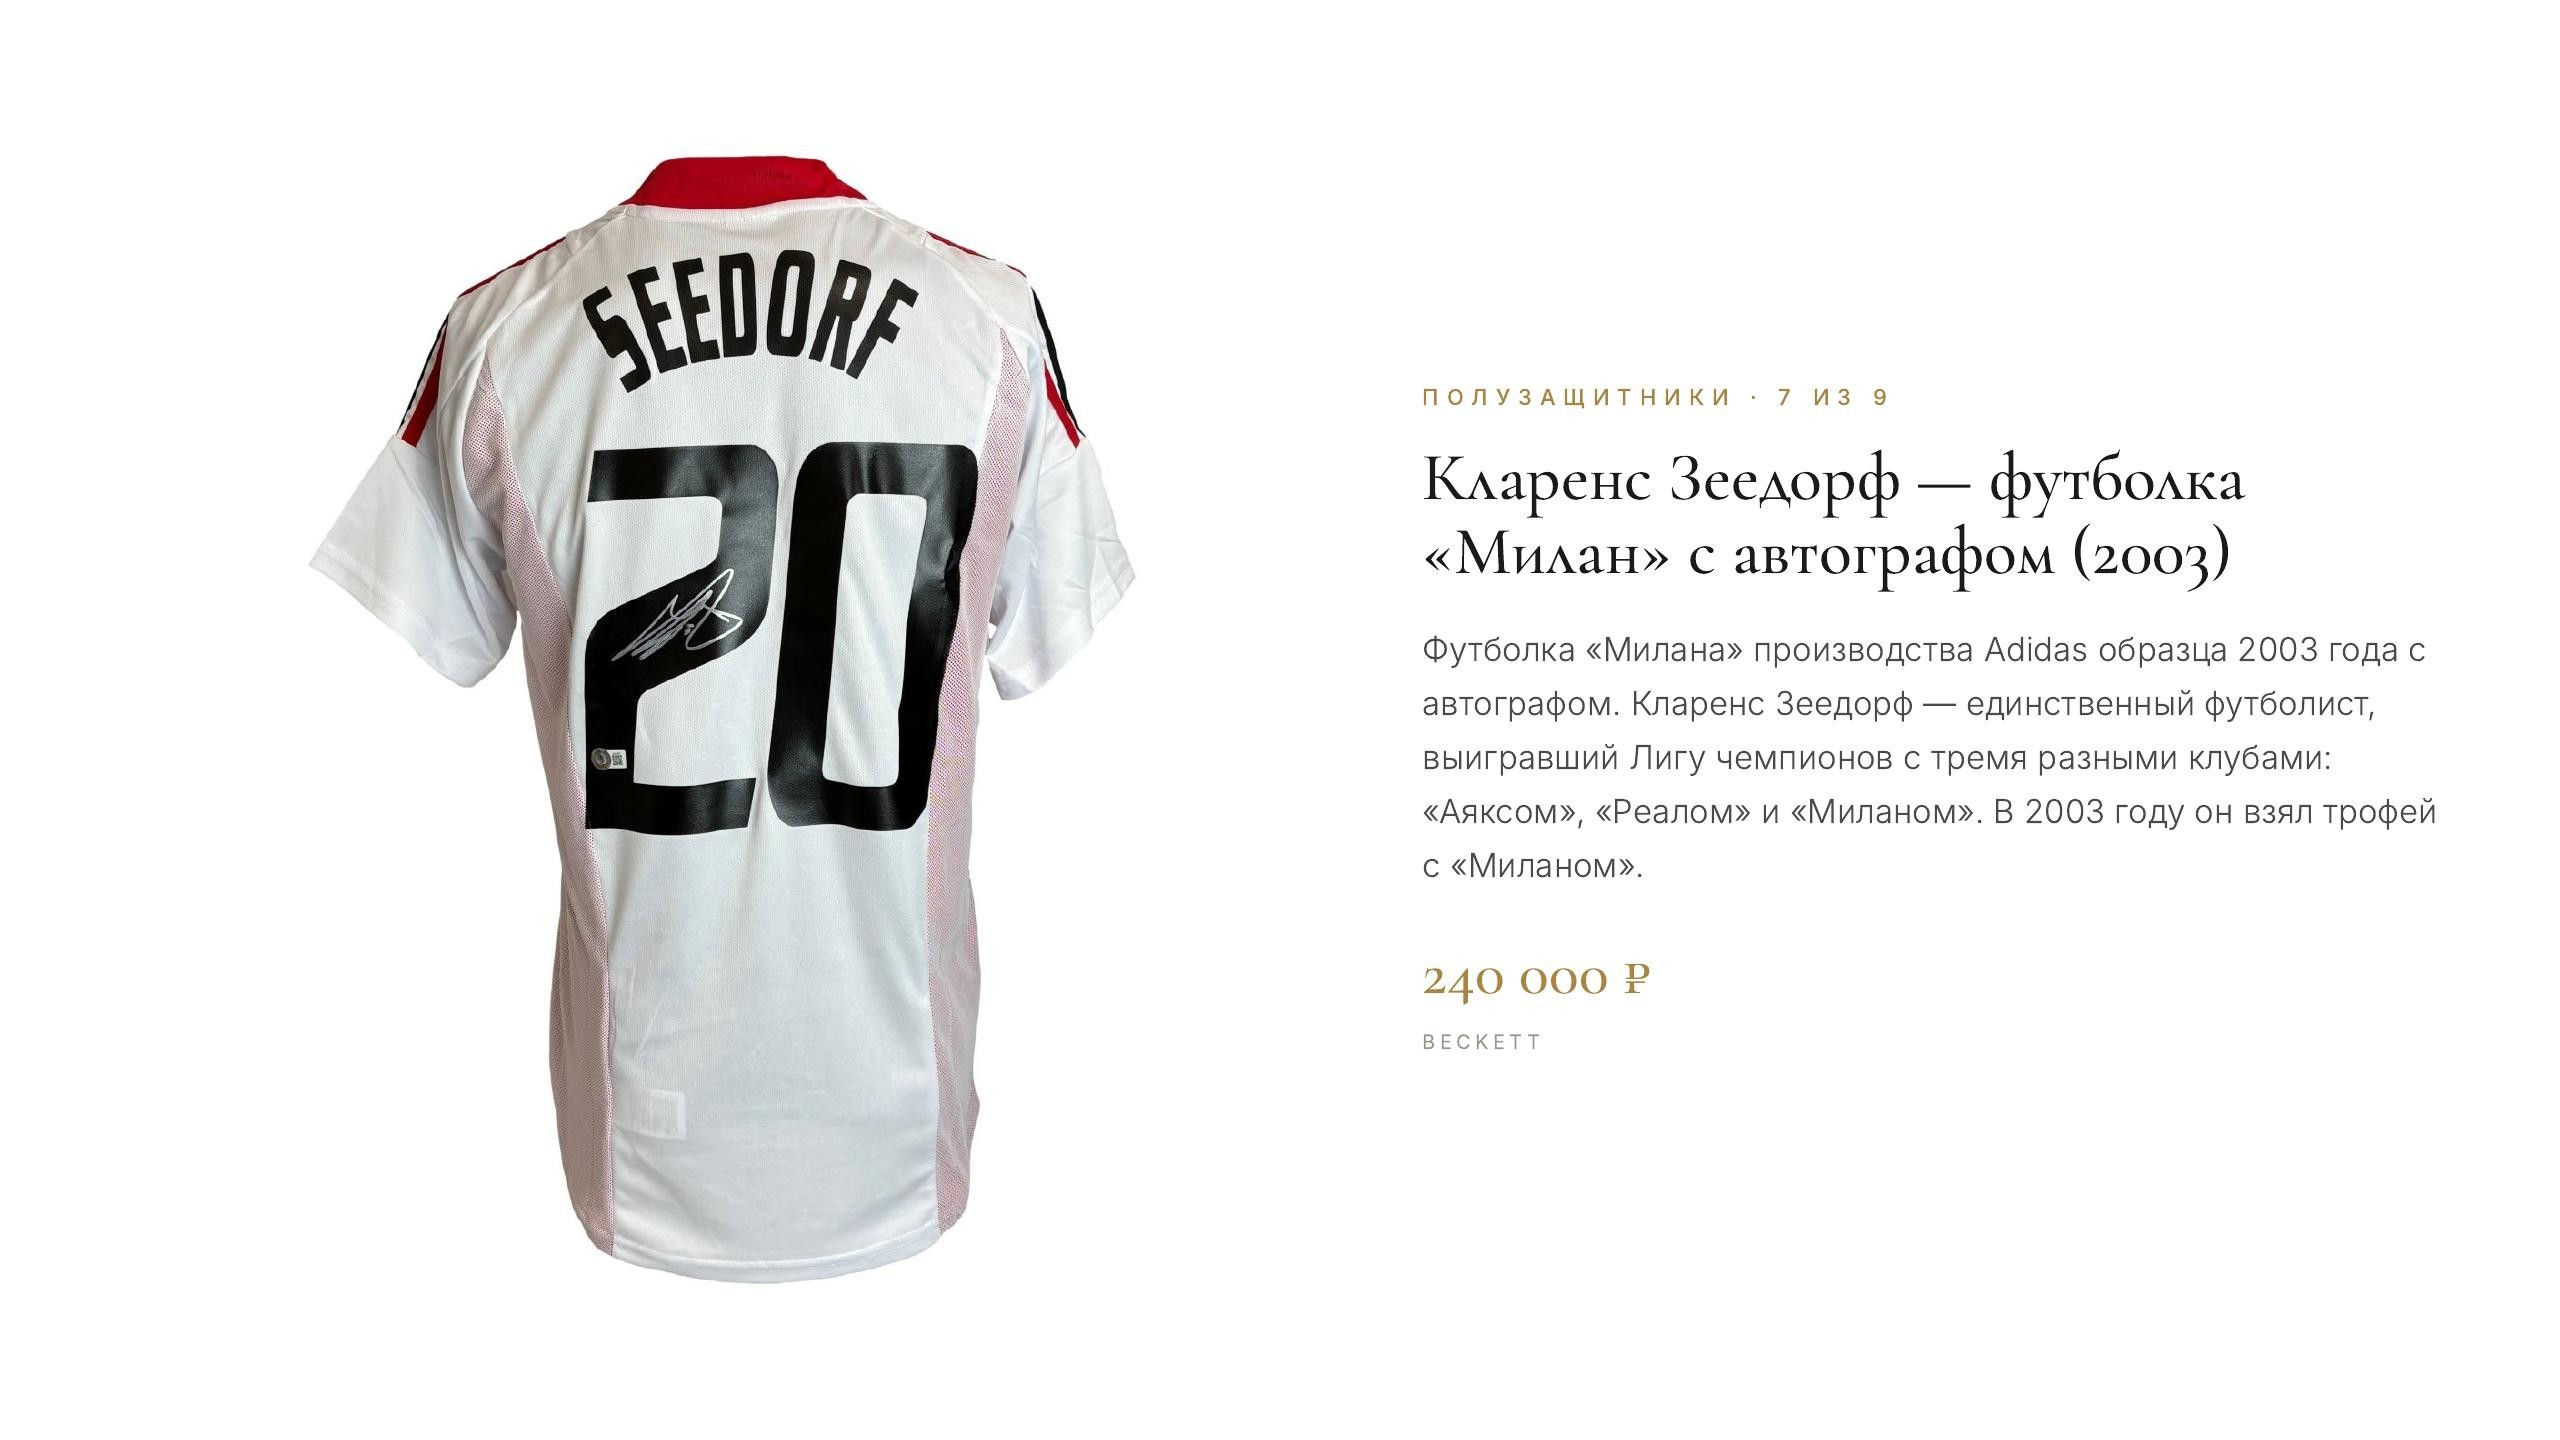 SEEDORF
20
ПОЛУЗАЩИТНИКИ · 7 ИЗ 9
Кларенс Зеедорф — футболка
«Милан» с автографом (2003)
Футболка «Милана» производства Adidas образца 2003 года с
автографом. Кларенс Зеедорф — единственный футболист,
выигравший Лигу чемпионов с тремя разными клубами:
«Аяксом», «Реалом» и «Миланом». В 2003 году он взял трофей
с «Миланом».
240 000 ₽
BECKETT